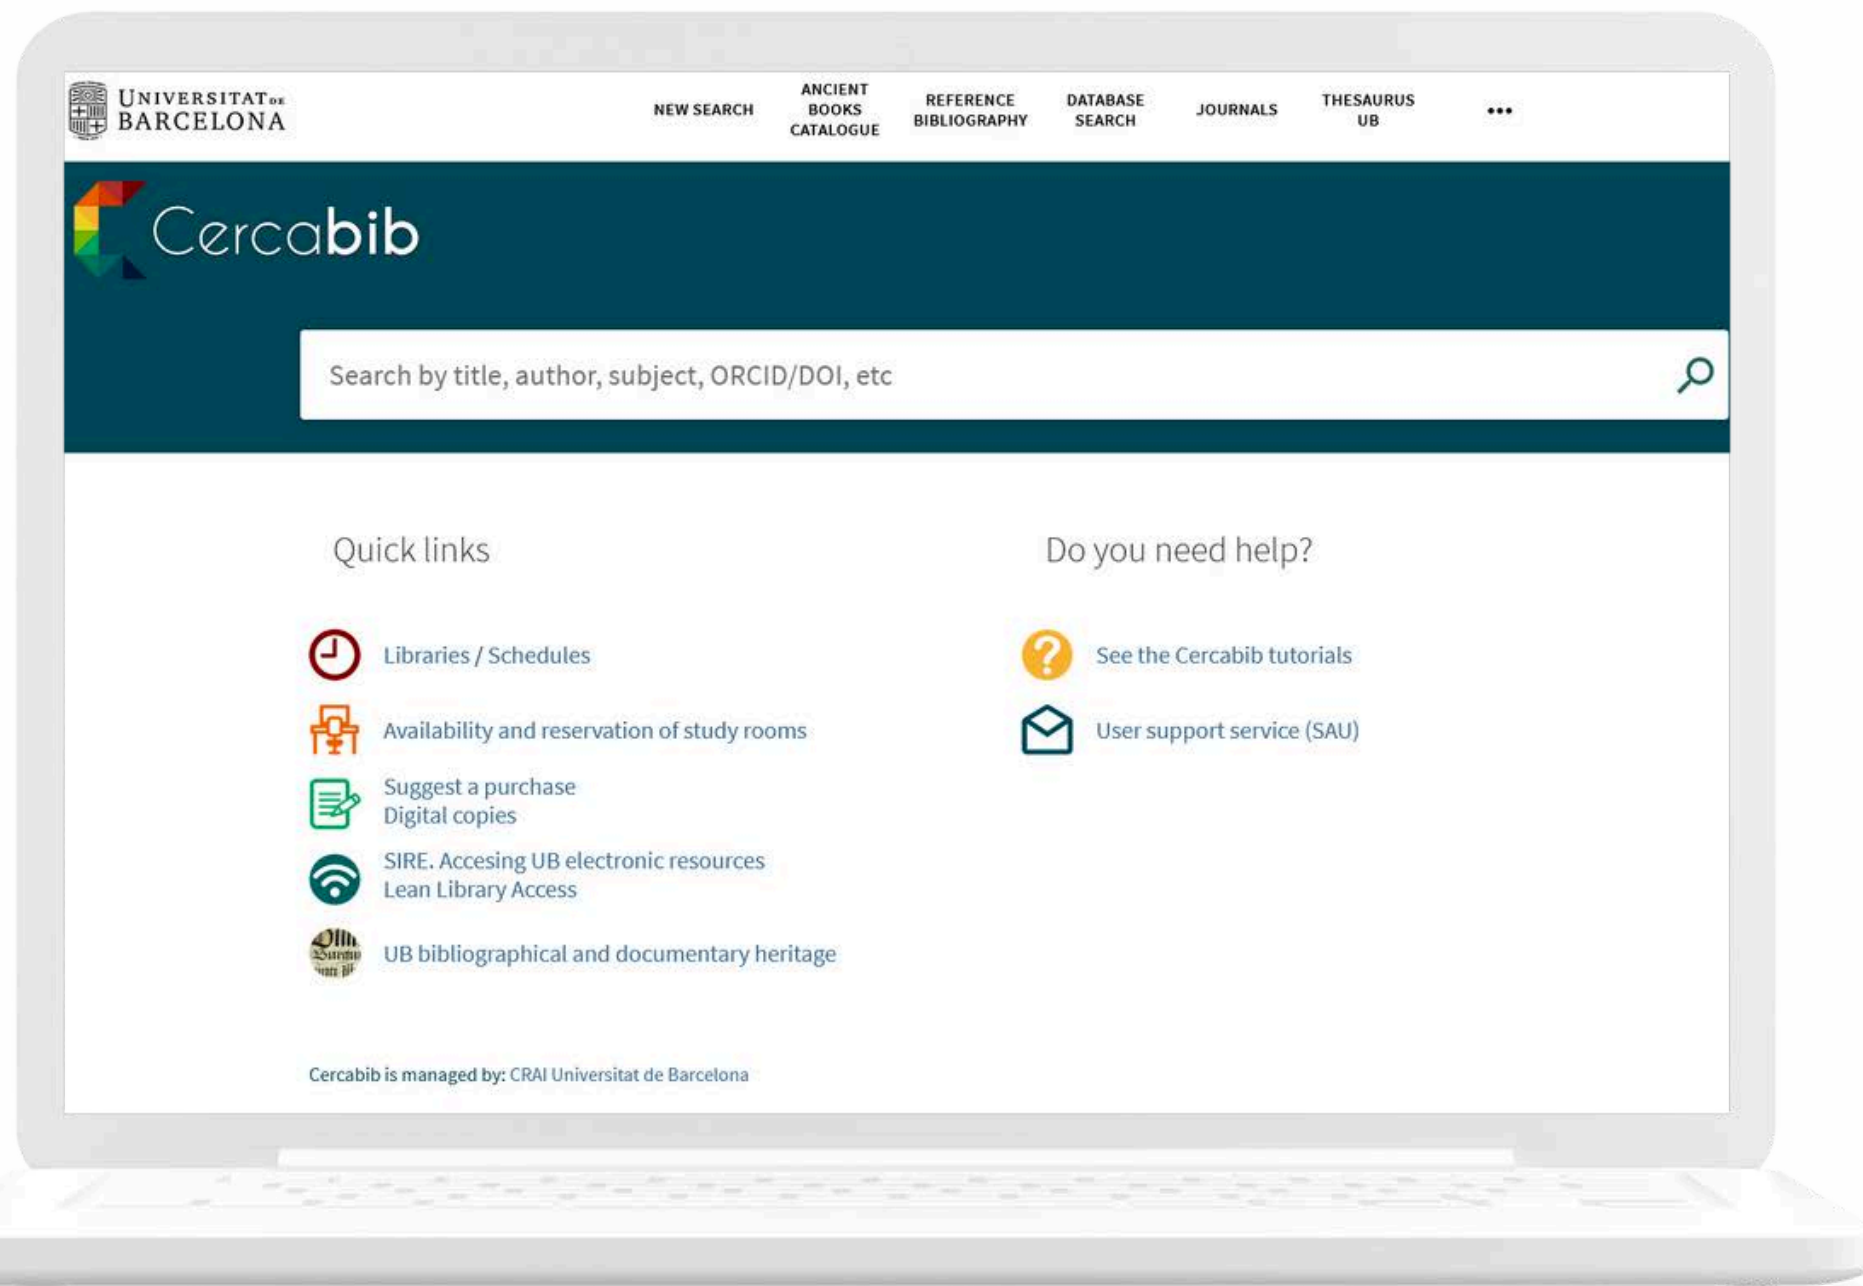 UNIVERSITAT DE
BARCELONA
NEW SEARCH
ANCIENT
BOOKS
CATALOGUE
REFERENCE
BIBLIOGRAPHY
DATABASE
SEARCH
JOURNALS
THESAURUS
UB
•••
Cercabib
Search by title, author, subject, ORCID/DOI, etc
Quick links
Libraries / Schedules
Availability and reservation of study rooms
Suggest a purchase
Digital copies
SIRE. Accesing UB electronic resources
Lean Library Access
UB bibliographical and documentary heritage
Do you need help?
See the Cercabib tutorials
User support service (SAU)
Cercabib is managed by: CRAI Universitat de Barcelona